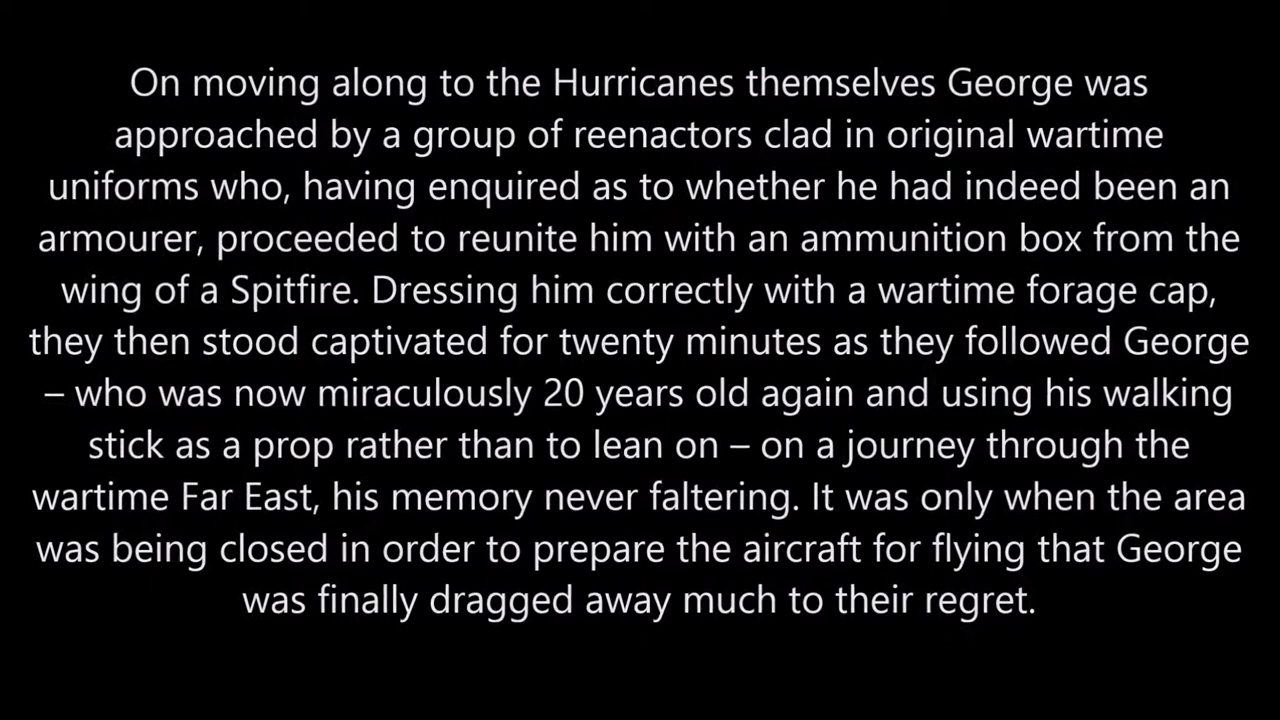 On moving along to the Hurricanes themselves George was
approached by a group of reenactors clad in original wartime
uniforms who, having enquired as to whether he had indeed been an
armourer, proceeded to reunite him with an ammunition box from the
wing of a Spitfire. Dressing him correctly with a wartime forage cap,
they then stood captivated for twenty minutes as they followed George
– who was now miraculously 20 years old again and using his walking
stick as a prop rather than to lean on – on a journey through the
wartime Far East, his memory never faltering. It was only when the area
was being closed in order to prepare the aircraft for flying that George
was finally dragged away much to their regret.